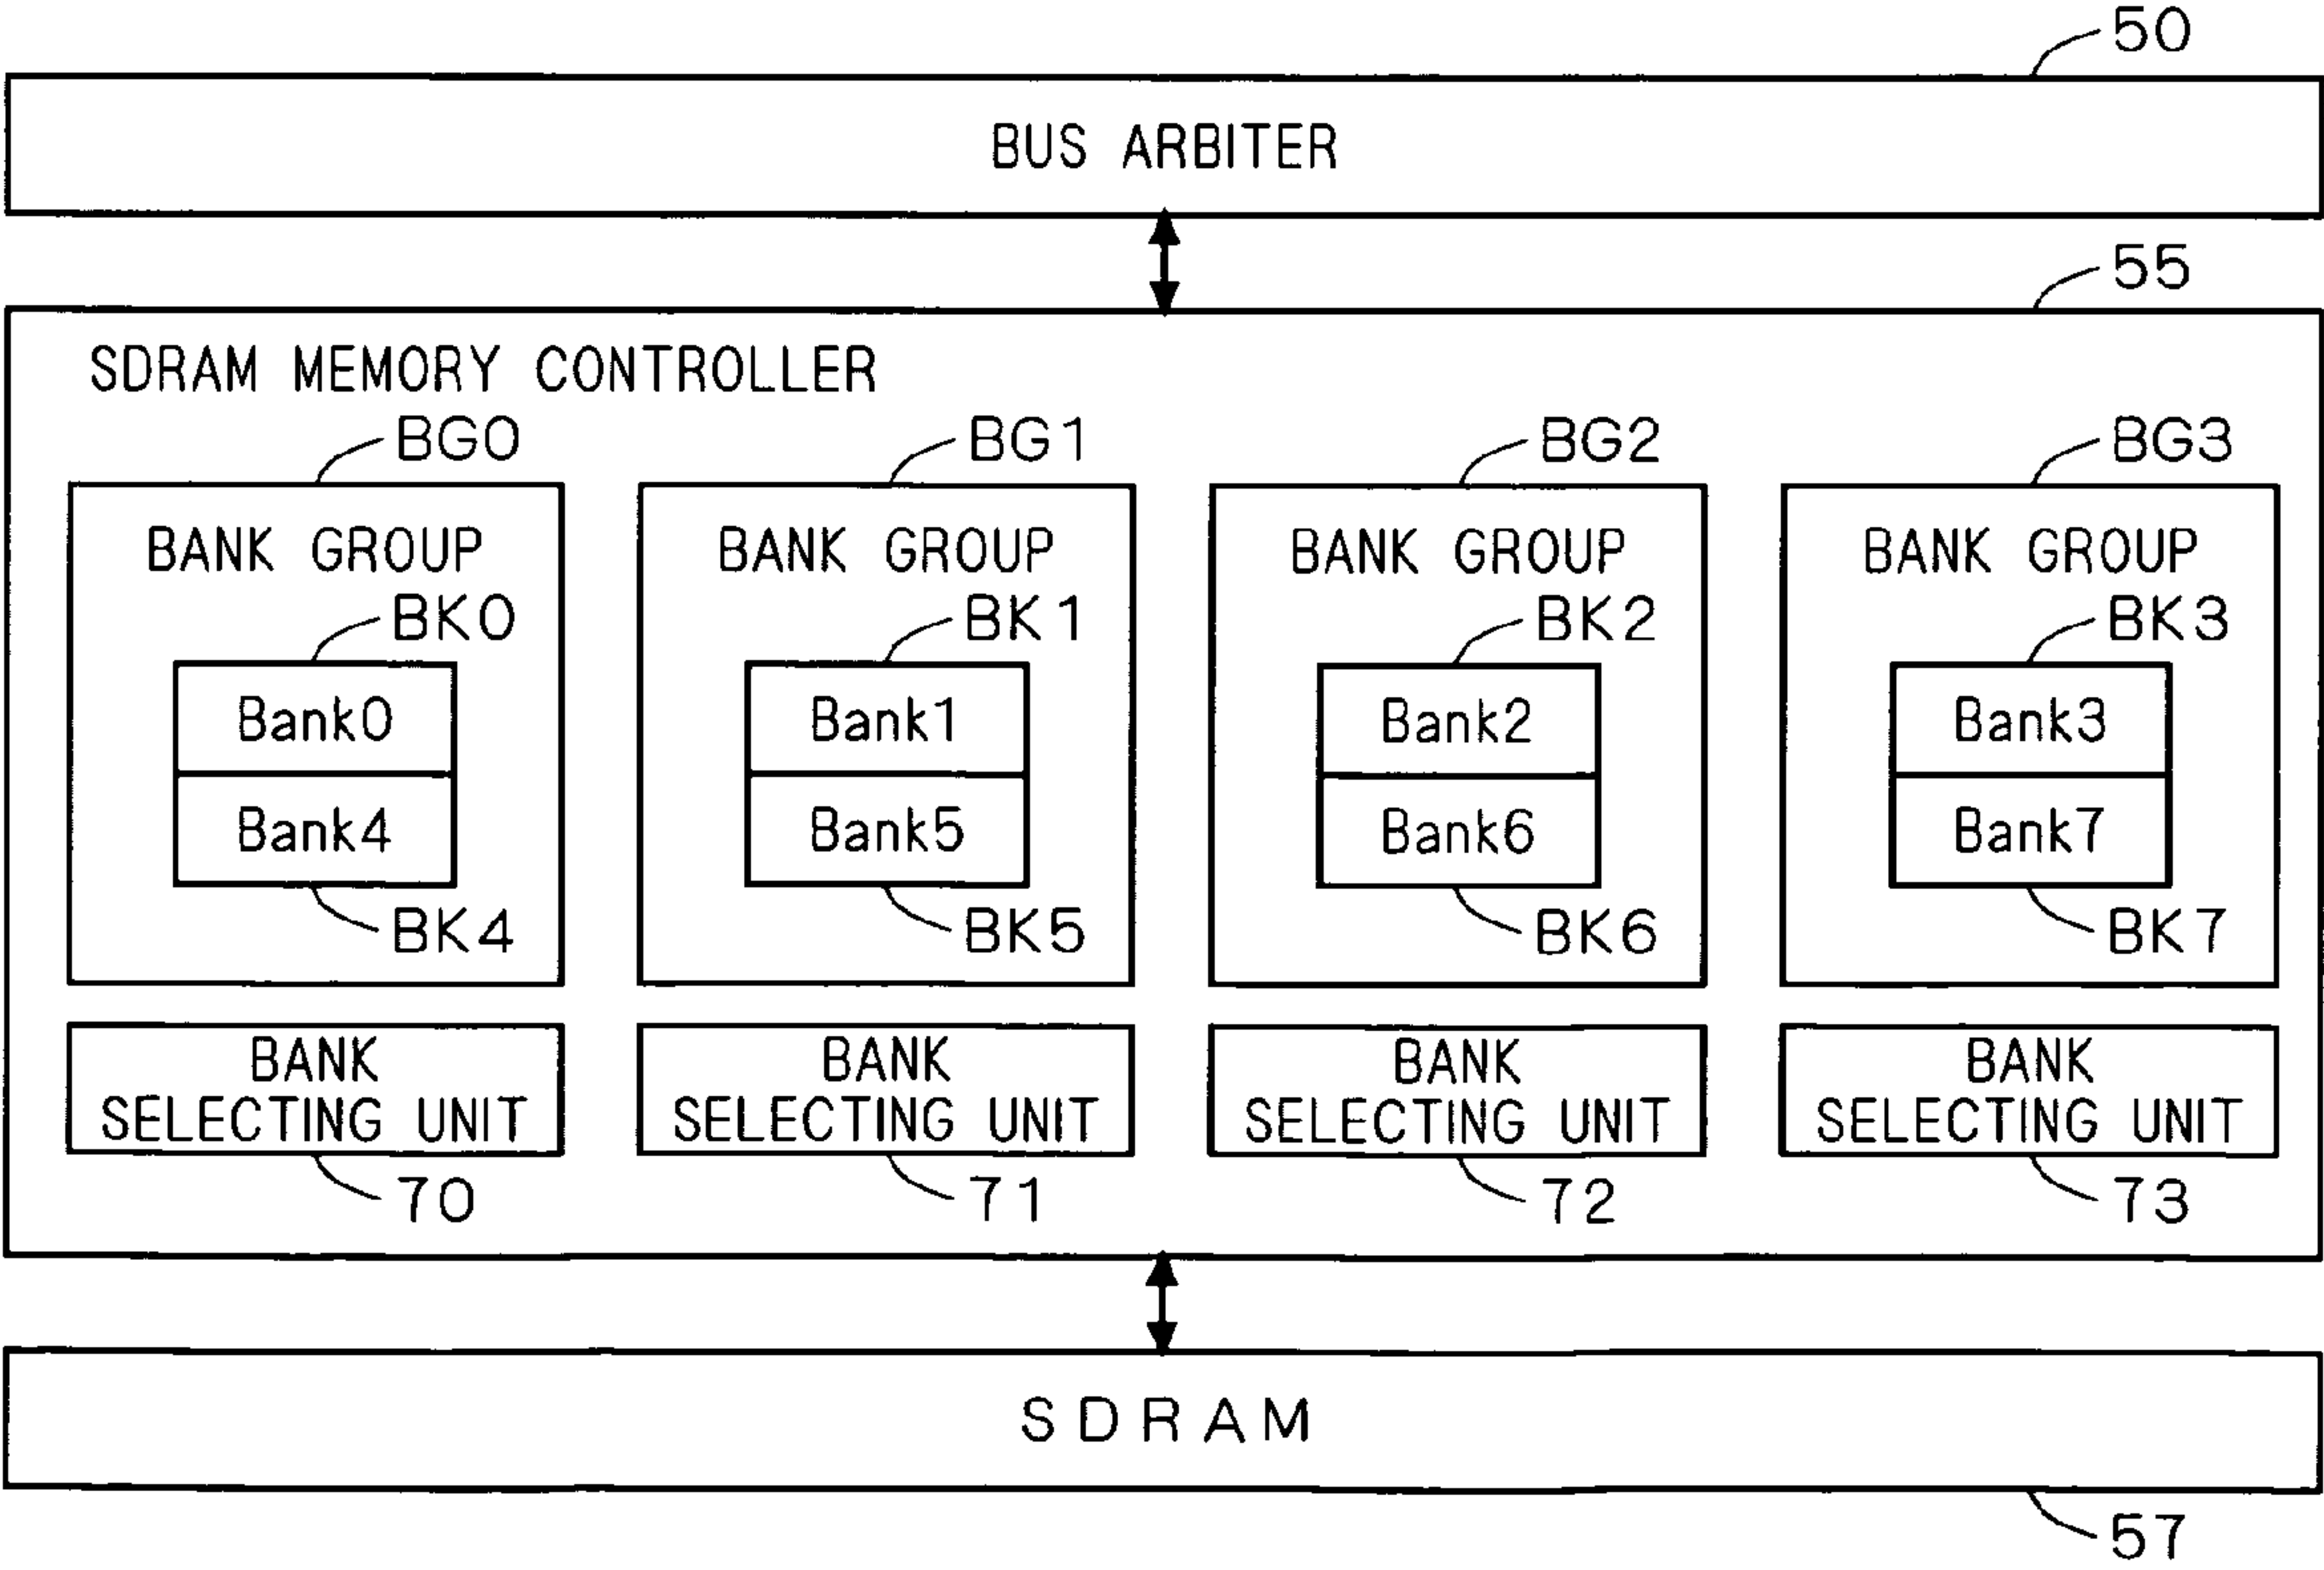 50
BUS ARBITER
55
SDRAM MEMORY CONTROLLER
BG0 BG1 BG2 BG3
BANK GROUP BANK GROUP BANK GROUP BANK GROUP
BK0 BK1 BK2 BK3
Bank0 Bank1 Bank2 Bank3
Bank4 Bank5 Bank6 Bank7
BK4 BK5 BK6 BK7
BANK BANK BANK BANK
SELECTING UNIT SELECTING UNIT SELECTING UNIT SELECTING UNIT
70 71 72 73
SDRAM
57